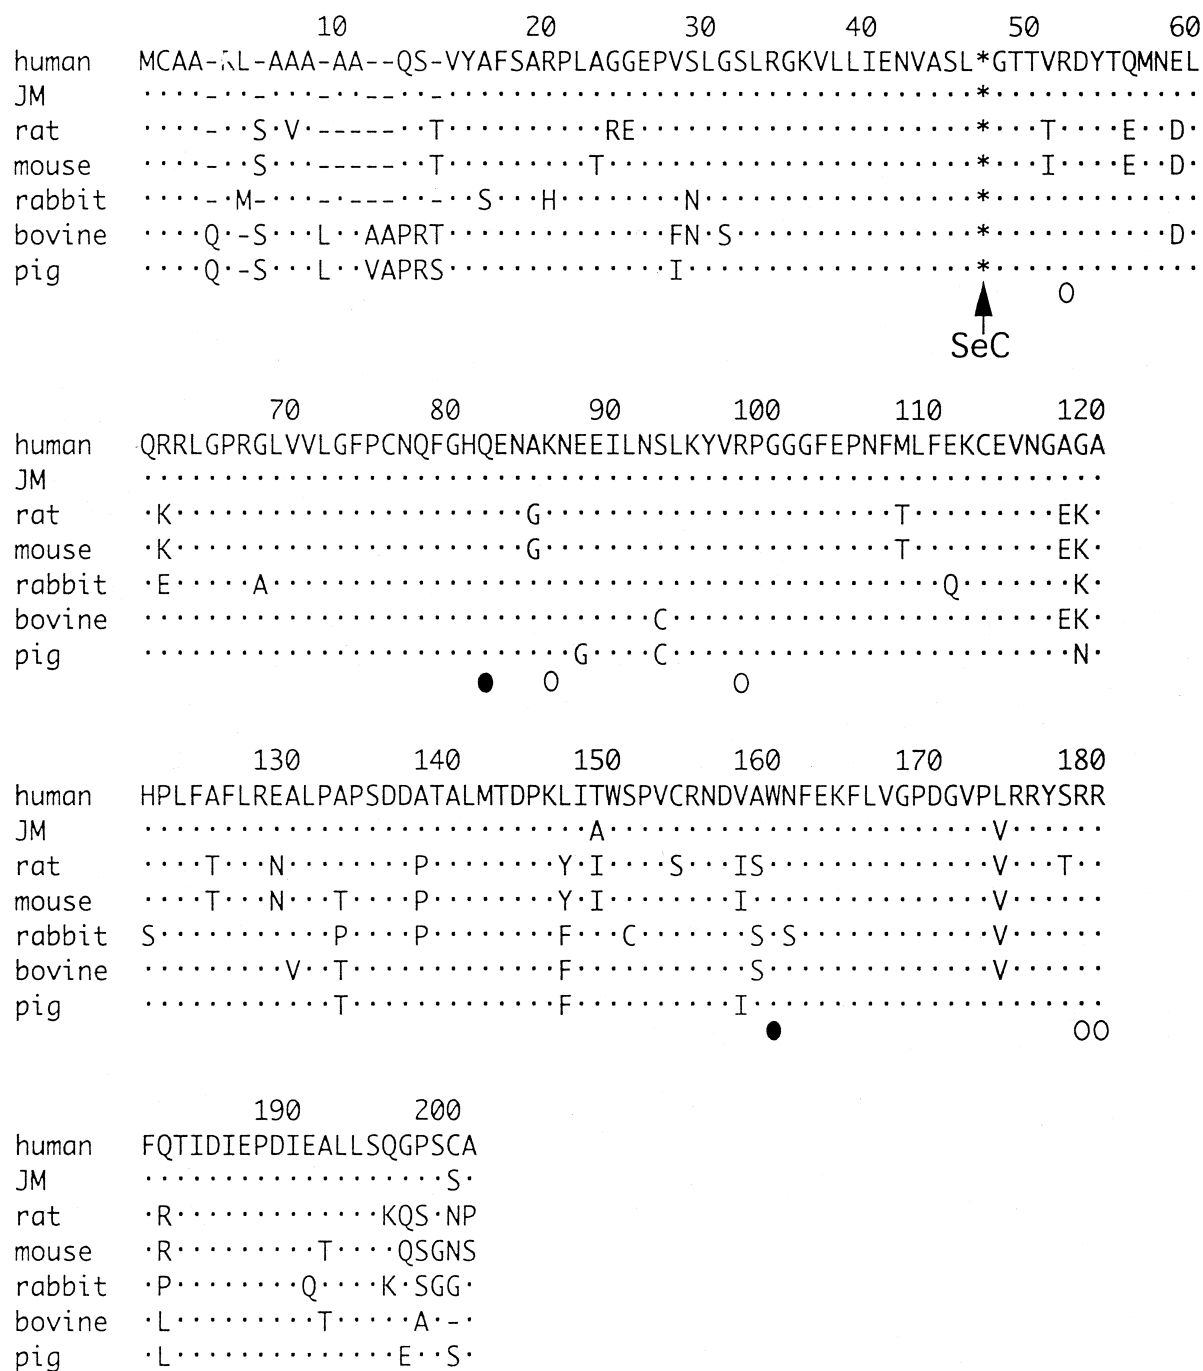 10 20 30 40 50 60
human MCAA-RL-AAA-AA--QS-VYAFSARPLAGGEPVSLGSLRGKVLLIENVASL*GTTVRDYTQMNEL
JM ····-··-···-··--··-·································*·············
rat ····-··S·V·-----··T··········RE·····················*···T····E··D·
mouse ····-··S···-----··T·········T·······················*···I····E··D·
rabbit ····-·M-···-·---··-··S···H········N·················*·············
bovine ····Q·-S···L··AAPRT··············FN·S···············*···········D·
pig ····Q·-S···L··VAPRS··············I··················*·············
O
SeC
70 80 90 100 110 120
human QRRLGPRGLVVLGFPCNQFGHQENAKNEEILNSLKYVRPGGGFEPNFMLFEKCEVNGAGA
JM ····························································
rat ·K······················G······················T·········EK·
mouse ·K······················G······················T·········EK·
rabbit ·E·····A··········································Q·······K·
bovine ································C························EK·
pig ···························G····C·························N·
● O O
130 140 150 160 170 180
human HPLFAFLREALPAPSDDATALMTDPKLITWSPVCRNDVAWNFEKFLVGPDGVPLRRYSRR
JM ····························A························V······
rat ····T···N········P········Y·I····S···IS··············V···T··
mouse ····T···N···T····P········Y·I········I···············V······
rabbit S···········P····P········F···C·······S·S············V······
bovine ·········V··T·············F···········S··············V······
pig ············T·············F··········I······················
● OO
190 200
human FQTIDIEPDIEALLSQGPSCA
JM ···················S·
rat ·R·············KQS·NP
mouse ·R·········T····QSGNS
rabbit ·P········Q····K·SGG·
bovine ·L·········T·····A·-·
pig ·L··············E··S·